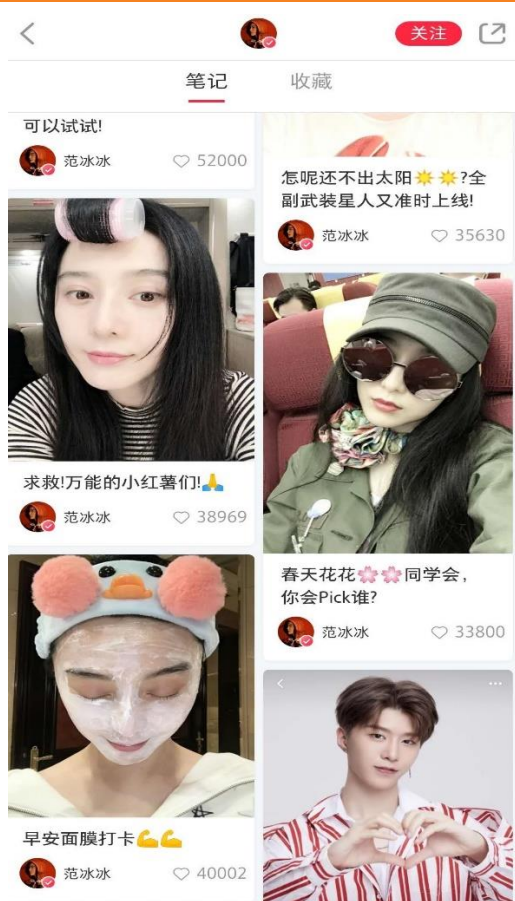 关注
笔记
收藏
可以试试!
范冰冰
52000
求救!万能的小红薯们!🙏
范冰冰
38969
早安面膜打卡💪💪
范冰冰
40002
怎呢还不出太阳☀️☀️?全
副武装星人又准时上线!
范冰冰
35630
春天花花🌸🌸同学会，
你会Pick谁?
范冰冰
33800